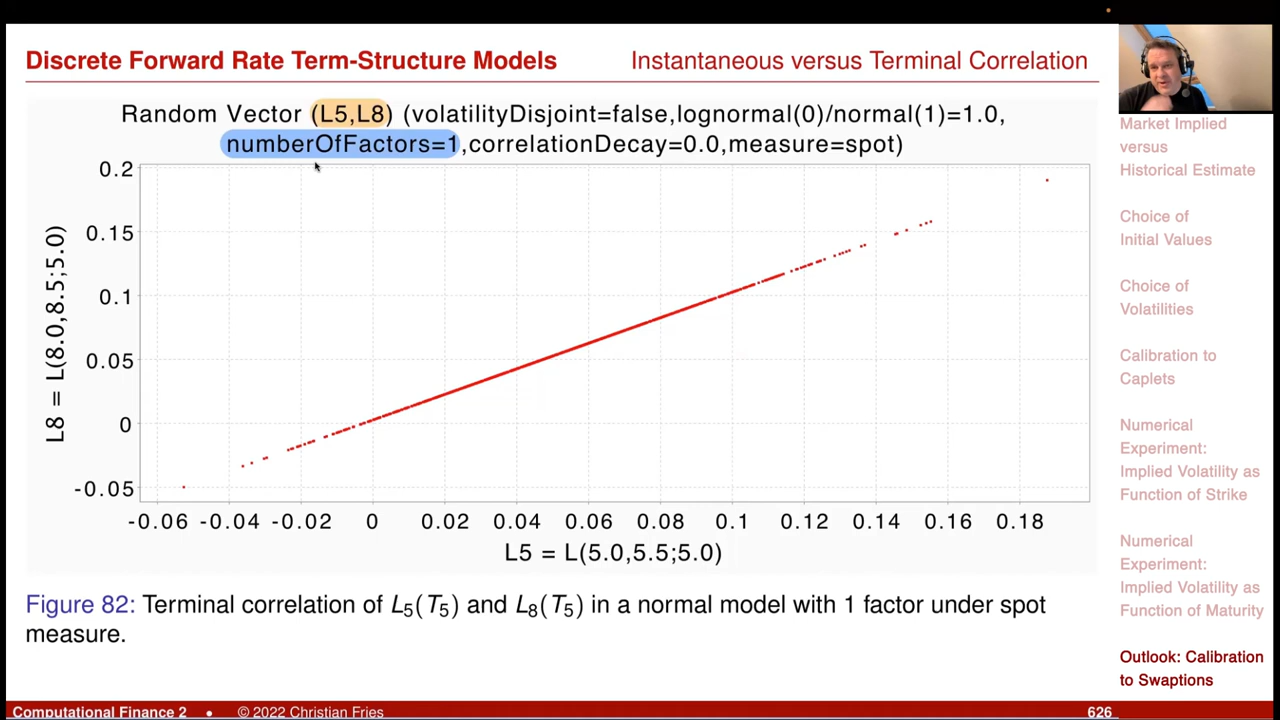 Discrete Forward Rate Term-Structure Models
Instantaneous versus Terminal Correlation
Random Vector (L5,L8) (volatilityDisjoint=false,lognormal(0)/normal(1)=1.0,
numberOfFactors=1,correlationDecay=0.0,measure=spot)
0.2
0.15
0.1
0.05
0
-0.05
L8 = L(8.0,8.5;5.0)
-0.06 -0.04 -0.02 0 0.02 0.04 0.06 0.08 0.1 0.12 0.14 0.16 0.18
L5 = L(5.0,5.5;5.0)
Figure 82: Terminal correlation of L₅(T₅) and L₈(T₅) in a normal model with 1 factor under spot
measure.
Market Implied
versus
Historical Estimate
Choice of
Initial Values
Choice of
Volatilities
Calibration to
Caplets
Numerical
Experiment:
Implied Volatility as
Function of Strike
Numerical
Experiment:
Implied Volatility as
Function of Maturity
Outlook: Calibration
to Swaptions
Computational Finance 2 • © 2022 Christian Fries 626